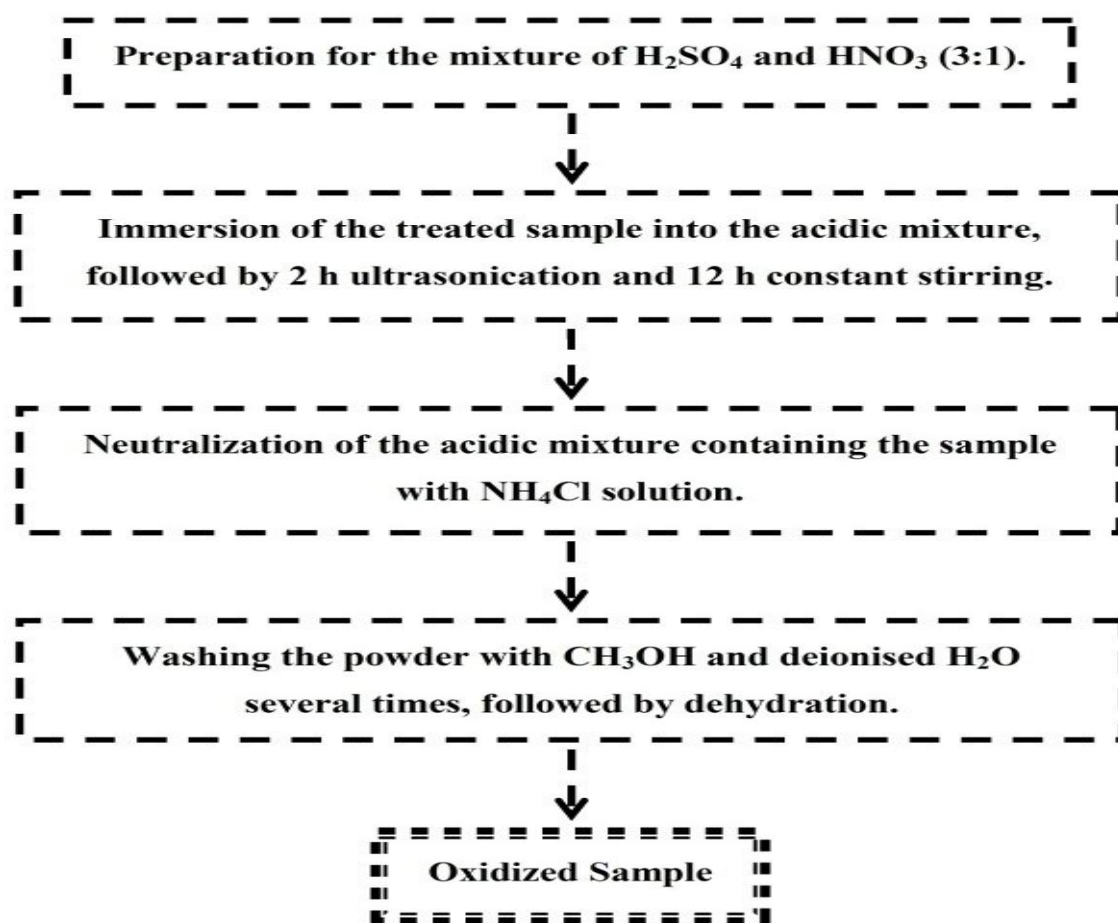 Preparation for the mixture of H₂SO₄ and HNO₃ (3:1).
Immersion of the treated sample into the acidic mixture,
followed by 2 h ultrasonication and 12 h constant stirring.
Neutralization of the acidic mixture containing the sample
with NH₄Cl solution.
Washing the powder with CH₃OH and deionised H₂O
several times, followed by dehydration.
Oxidized Sample